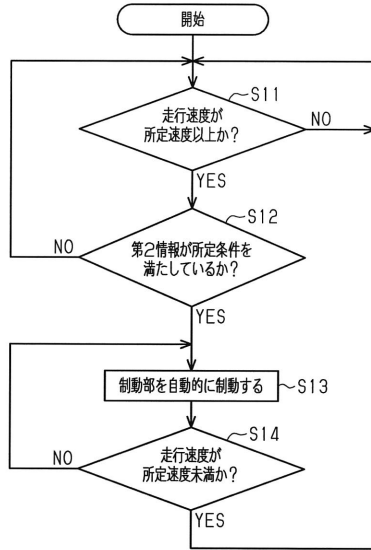 開始
S11
走行速度が
所定速度以上か?
NO
YES
S12
第2情報が所定条件を
満たしているか?
NO
YES
制動部を自動的に制動する
S13
S14
走行速度が
所定速度未満か?
NO
YES